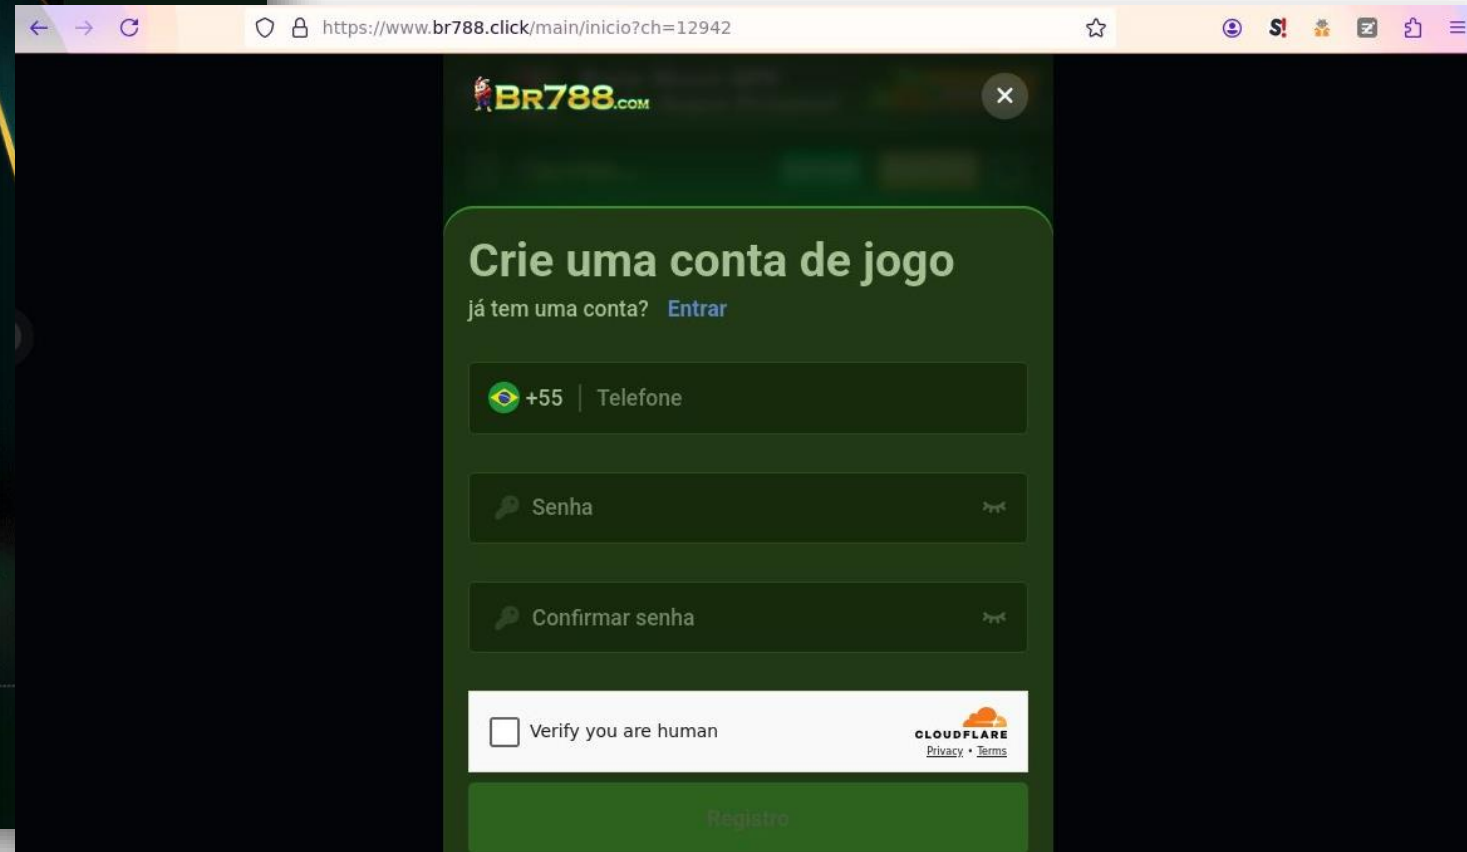 https://www.br788.click/main/inicio?ch=12942
S!
BR788.COM
Crie uma conta de jogo
já tem uma conta? Entrar
+55 Telefone
Senha
Confirmar senha
Verify you are human
CLOUDFLARE
Privacy • Terms
Registro